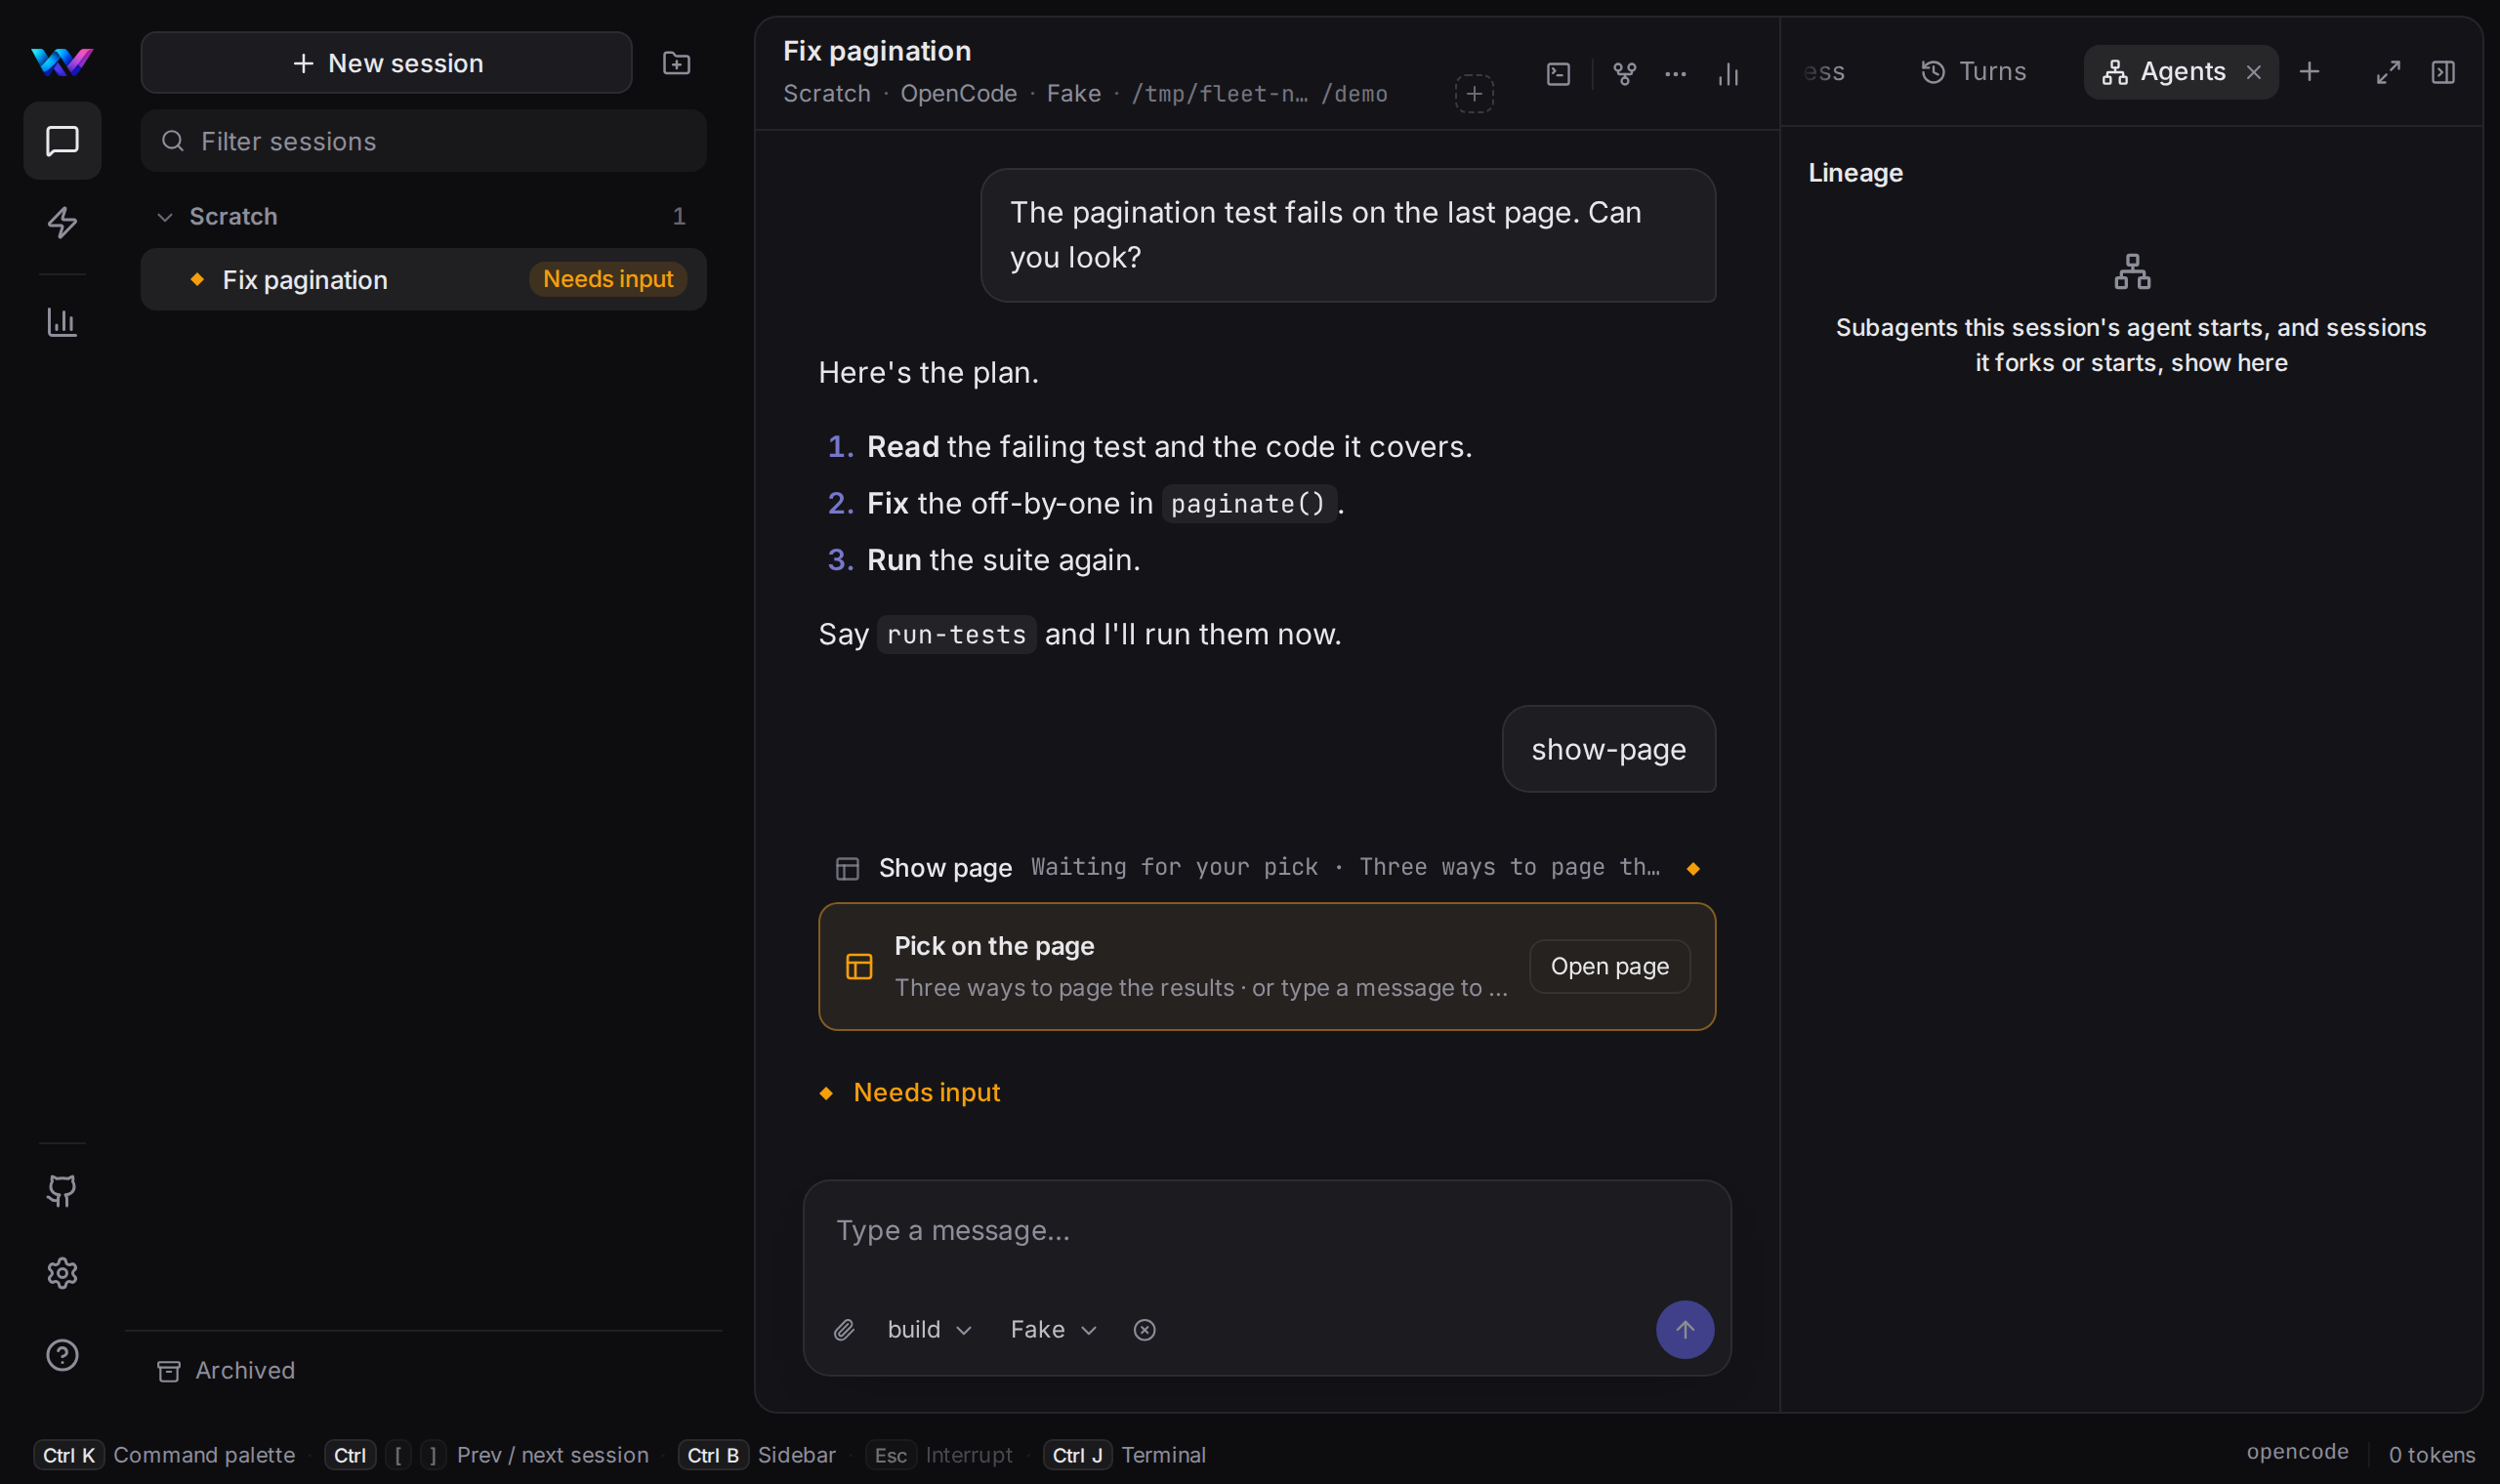 New session
Filter sessions
Scratch 1
Fix pagination Needs input
Archived
Fix pagination
Scratch · OpenCode · Fake · /tmp/fleet-n… /demo
The pagination test fails on the last page. Can
you look?
Here's the plan.
1. Read the failing test and the code it covers.
2. Fix the off-by-one in paginate().
3. Run the suite again.
Say run-tests and I'll run them now.
show-page
Show page Waiting for your pick · Three ways to page th…
Pick on the page
Three ways to page the results · or type a message to …
Open page
Needs input
Type a message…
build Fake
ess Turns Agents
Lineage
Subagents this session's agent starts, and sessions
it forks or starts, show here
Ctrl K Command palette · Ctrl [ ] Prev / next session · Ctrl B Sidebar · Esc Interrupt · Ctrl J Terminal
opencode 0 tokens